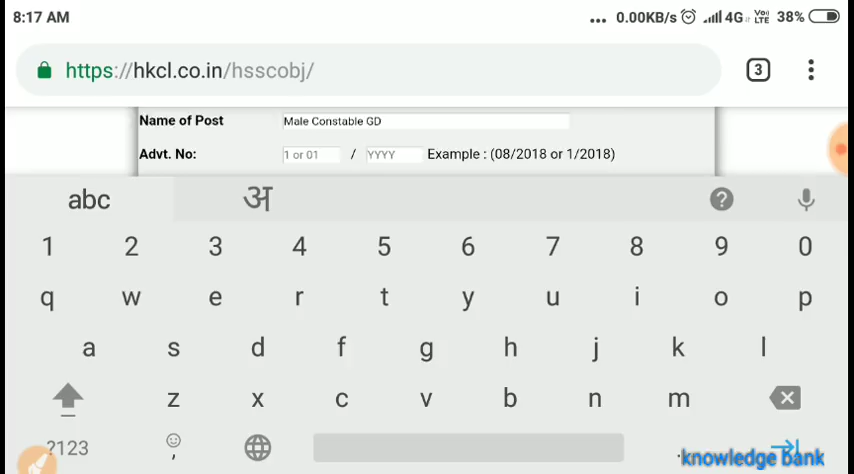 8:17 AM ... 0.00KB/s 4G Vo) LTE 38%
https://hkcl.co.in/hsscobj/ 3
Name of Post Male Constable GD
Advt. No: 1 or 01 / YYYY Example : (08/2018 or 1/2018)
abc अ ?
1 2 3 4 5 6 7 8 9 0
q w e r t y u i o p
a s d f g h j k l
z x c v b n m
?123 , .
knowledge bank